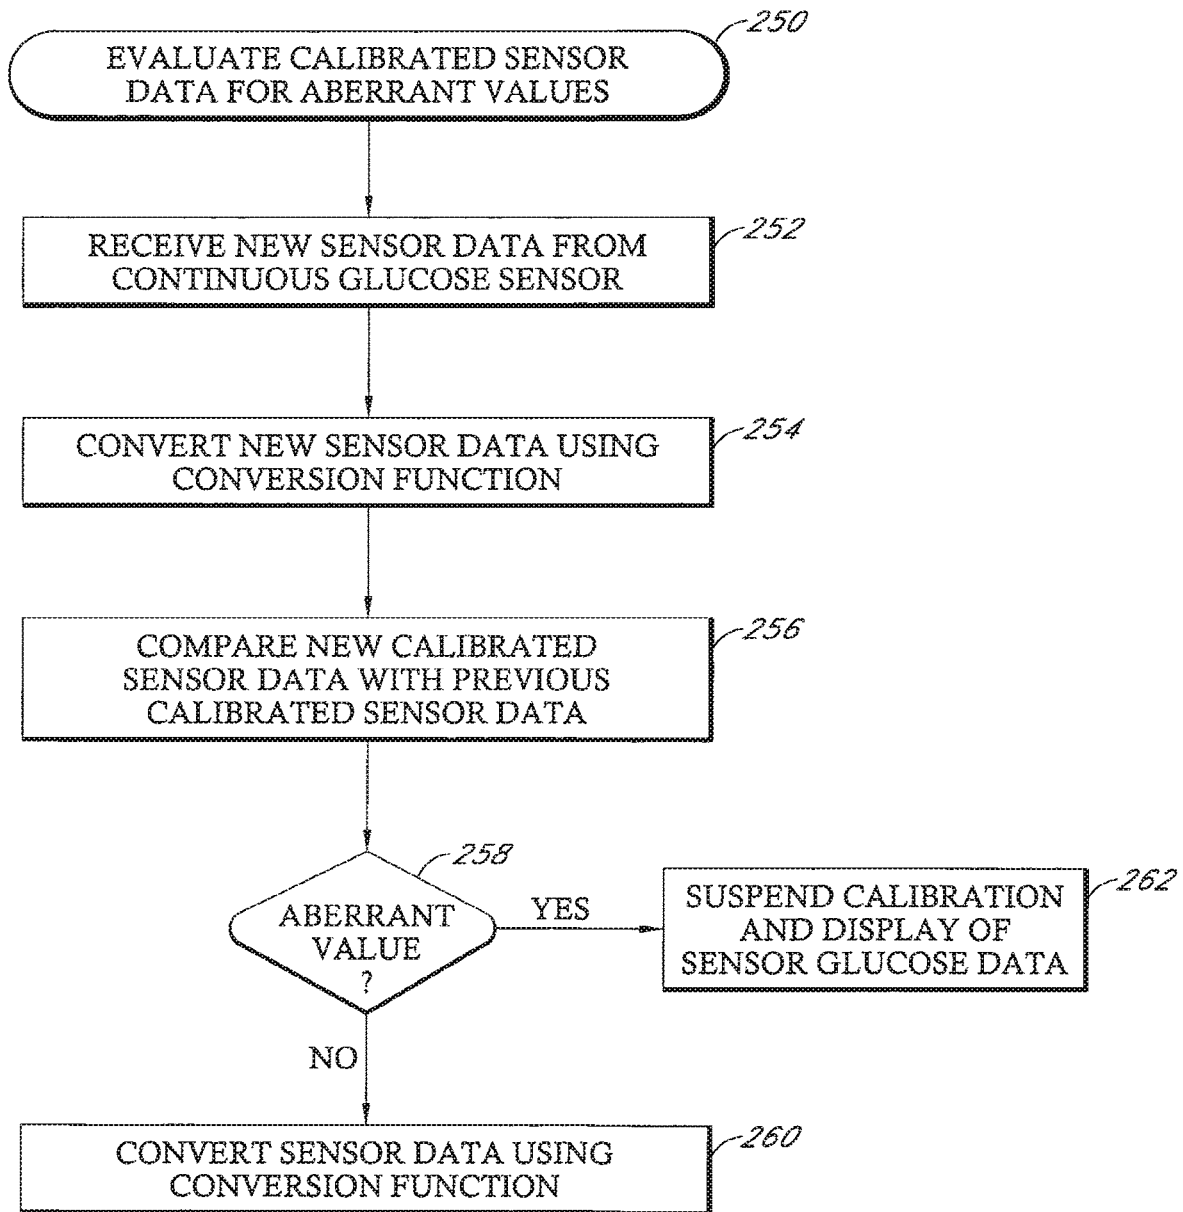 250
EVALUATE CALIBRATED SENSOR
DATA FOR ABERRANT VALUES
252
RECEIVE NEW SENSOR DATA FROM
CONTINUOUS GLUCOSE SENSOR
254
CONVERT NEW SENSOR DATA USING
CONVERSION FUNCTION
256
COMPARE NEW CALIBRATED
SENSOR DATA WITH PREVIOUS
CALIBRATED SENSOR DATA
258
ABERRANT
VALUE
?
YES
262
SUSPEND CALIBRATION
AND DISPLAY OF
SENSOR GLUCOSE DATA
NO
260
CONVERT SENSOR DATA USING
CONVERSION FUNCTION